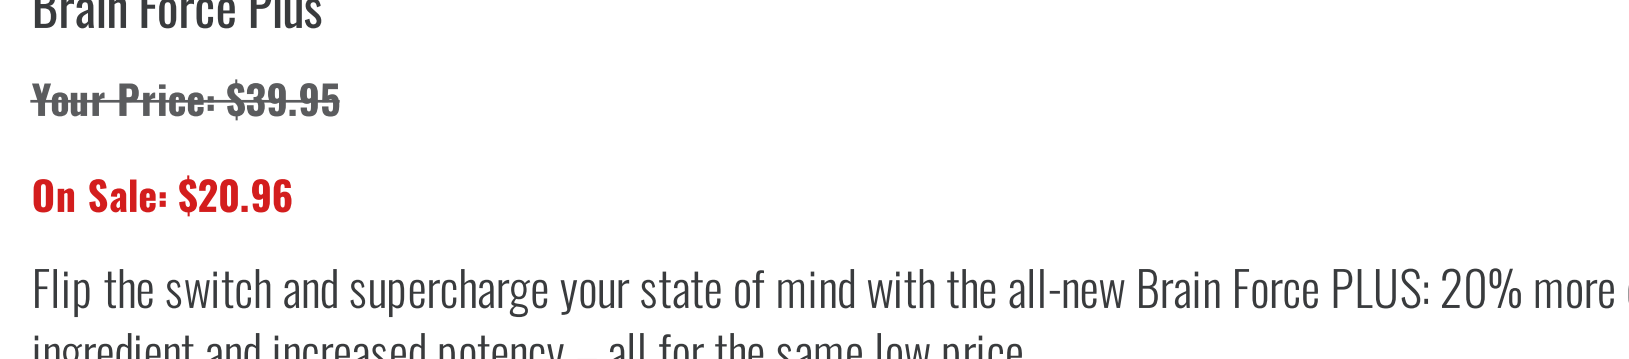 Brain Force Plus
Your Price: $39.95
On Sale: $20.96
Flip the switch and supercharge your state of mind with the all-new Brain Force PLUS: 20% more
ingredient and increased potency – all for the same low price